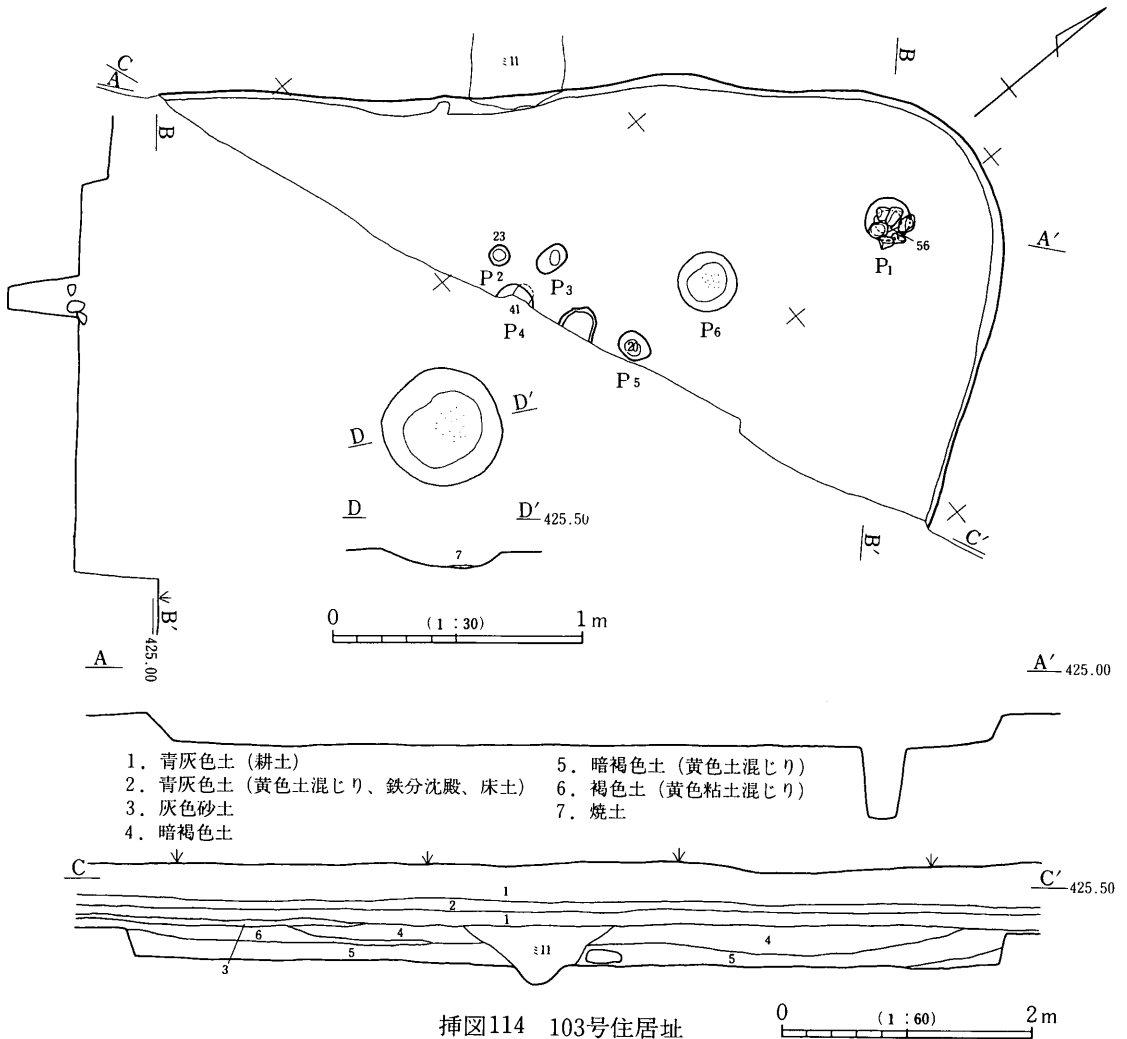 C
A
B
ミ11
B
A′
56
P1
23
P2
P3
41
P4
20
P5
P6
D
D′
D
D′ 425.50
7
B′
C′
0 (1:30) 1m
B′
425.00
A
A′ 425.00
1. 青灰色土(耕土)
2. 青灰色土(黄色土混じり、鉄分沈殿、床土)
3. 灰色砂土
4. 暗褐色土
5. 暗褐色土(黄色土混じり)
6. 褐色土(黄色粘土混じり)
7. 焼土
C
C′ 425.50
1
2
1
6
4
ミ11
4
5
5
3
挿図114 103号住居址
0 (1:60) 2m